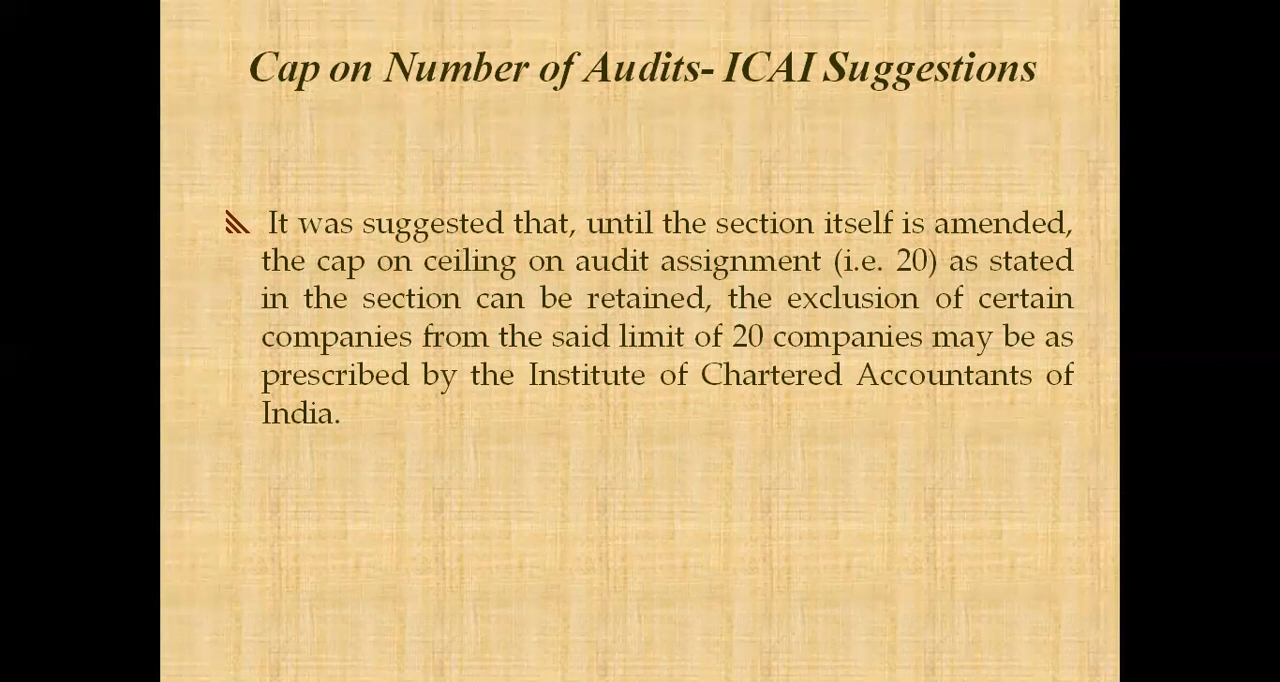 Cap on Number of Audits- ICAI Suggestions
It was suggested that, until the section itself is amended,
the cap on ceiling on audit assignment (i.e. 20) as stated
in the section can be retained, the exclusion of certain
companies from the said limit of 20 companies may be as
prescribed by the Institute of Chartered Accountants of
India.